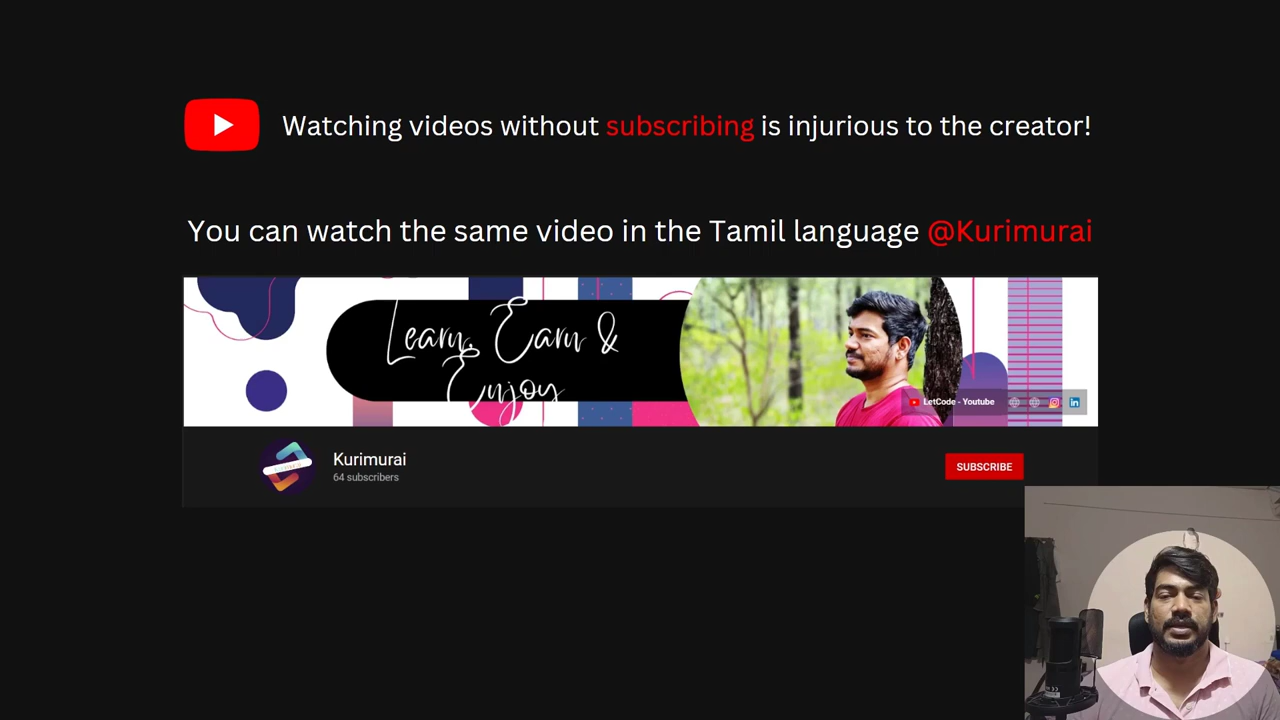 Watching videos without subscribing is injurious to the creator!
You can watch the same video in the Tamil language @Kurimurai
Learn, Earn &
Enjoy
LetCode - Youtube
Kurimurai
64 subscribers
SUBSCRIBE